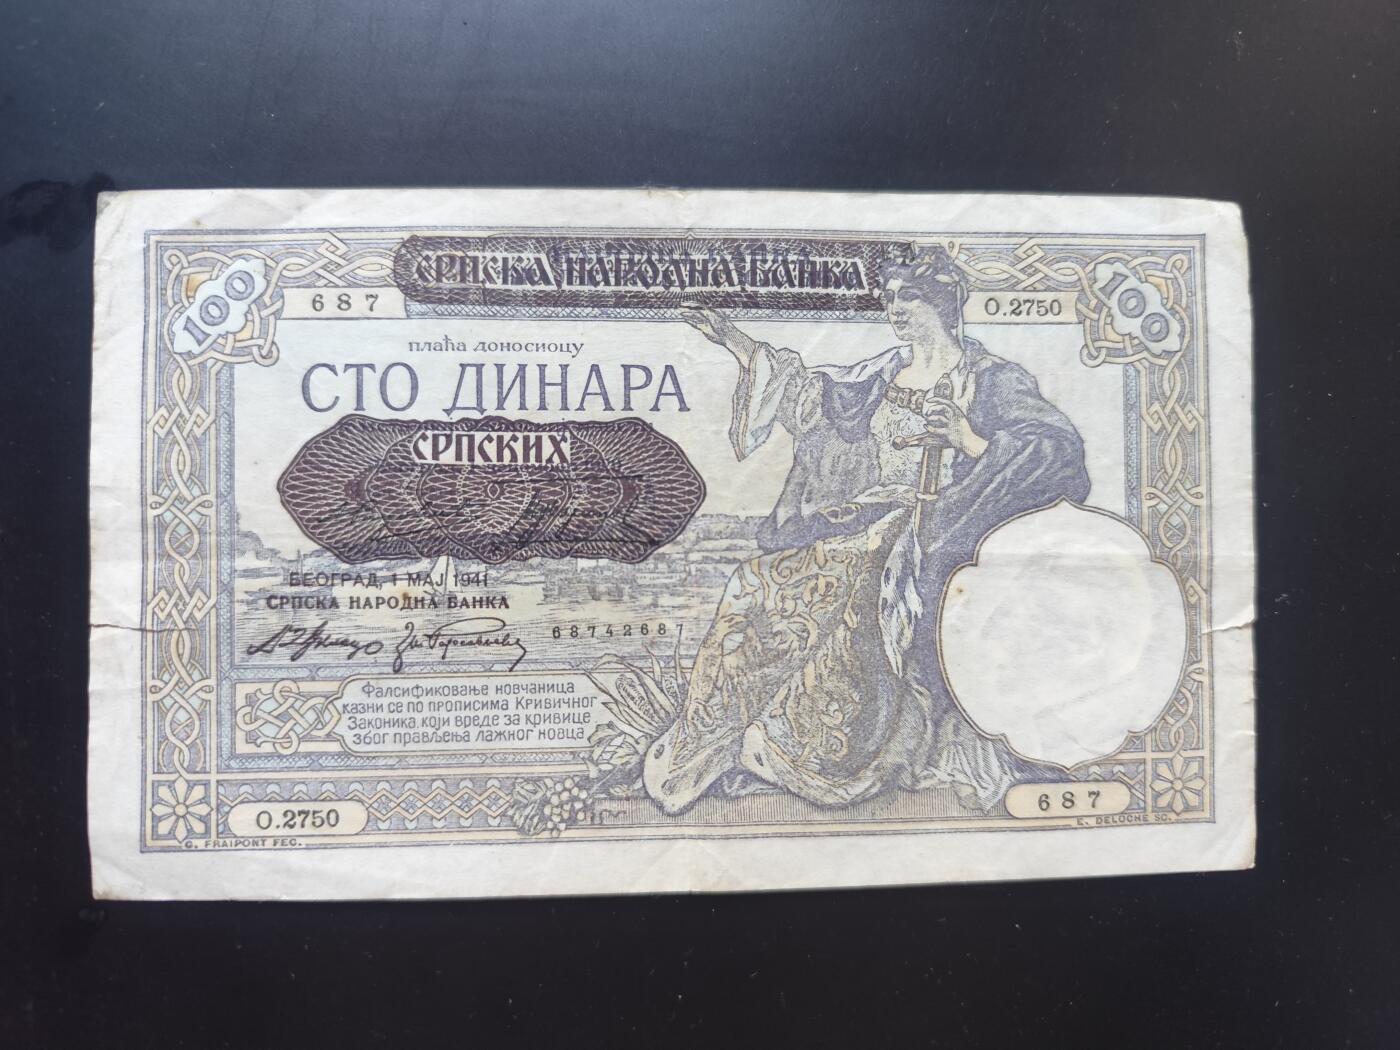 СРПСКА НАРОДНА БАНКА
100
687
О.2750
100
плаћа доносиоцу
СТО ДИНАРА
СРПСКИХ
БЕОГРАД, 1 МАЈ 1941
СРПСКА НАРОДНА БАНКА
68742687
Фалсификовање новчаница
казни се по прописима Кривичног
Законика, који вреде за кривице
због прављења лажног новца
О.2750
687
G. FRAIPONT FEC.
E. DELOCHE SC.